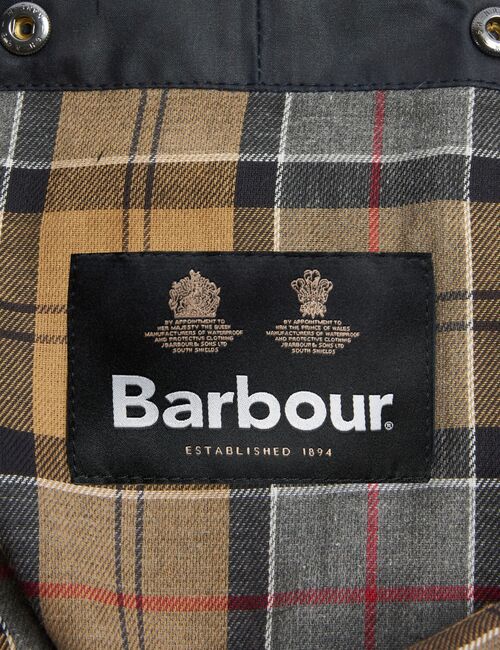 BY APPOINTMENT TO
HER MAJESTY THE QUEEN
MANUFACTURERS OF WATERPROOF
AND PROTECTIVE CLOTHING
J BARBOUR & SONS LTD
SOUTH SHIELDS
BY APPOINTMENT TO
HRH THE PRINCE OF WALES
MANUFACTURERS OF WATERPROOF
AND PROTECTIVE CLOTHING
J BARBOUR & SONS LTD
SOUTH SHIELDS
Barbour®
ESTABLISHED 1894